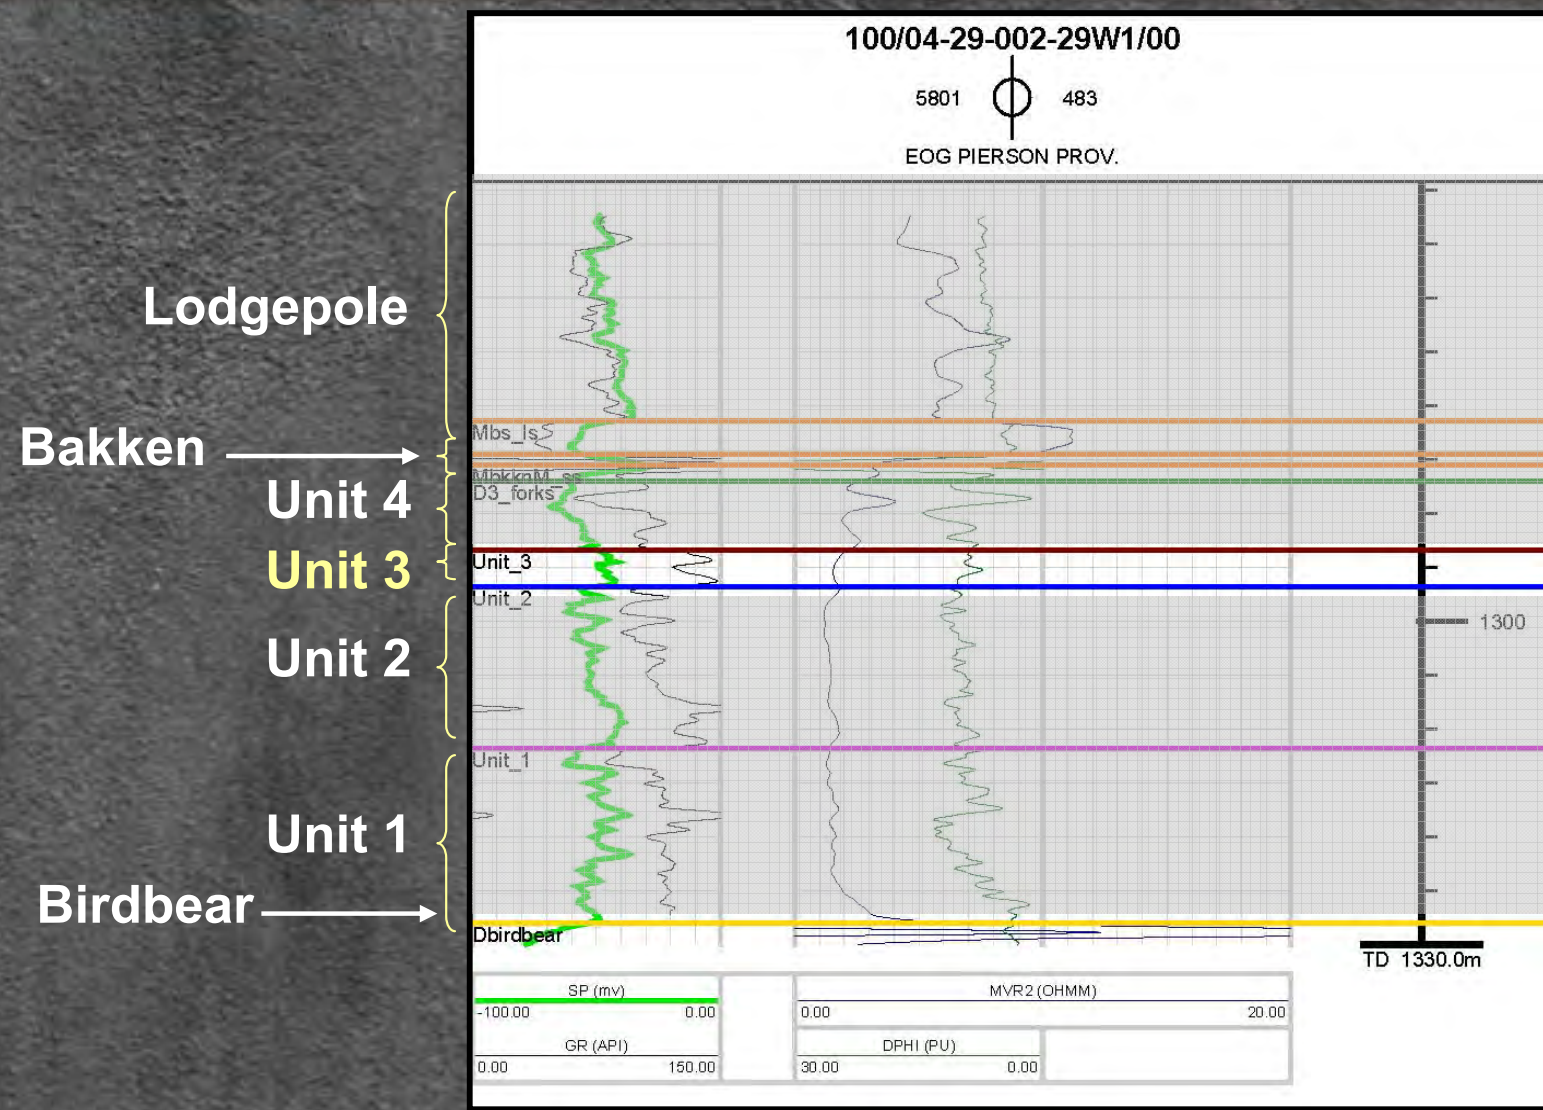 100/04-29-002-29W1/00
5801 483
EOG PIERSON PROV.
Lodgepole
Bakken
Unit 4
Unit 3
Unit 2
Unit 1
Birdbear
Mbs_ls
MbkknM_ss
D3_forks
Unit_3
Unit_2
1300
Unit_1
Dbirdbear
TD 1330.0m
SP (mv)
-100.00 0.00
GR (API)
0.00 150.00
MVR2 (OHMM)
0.00 20.00
DPHI (PU)
30.00 0.00